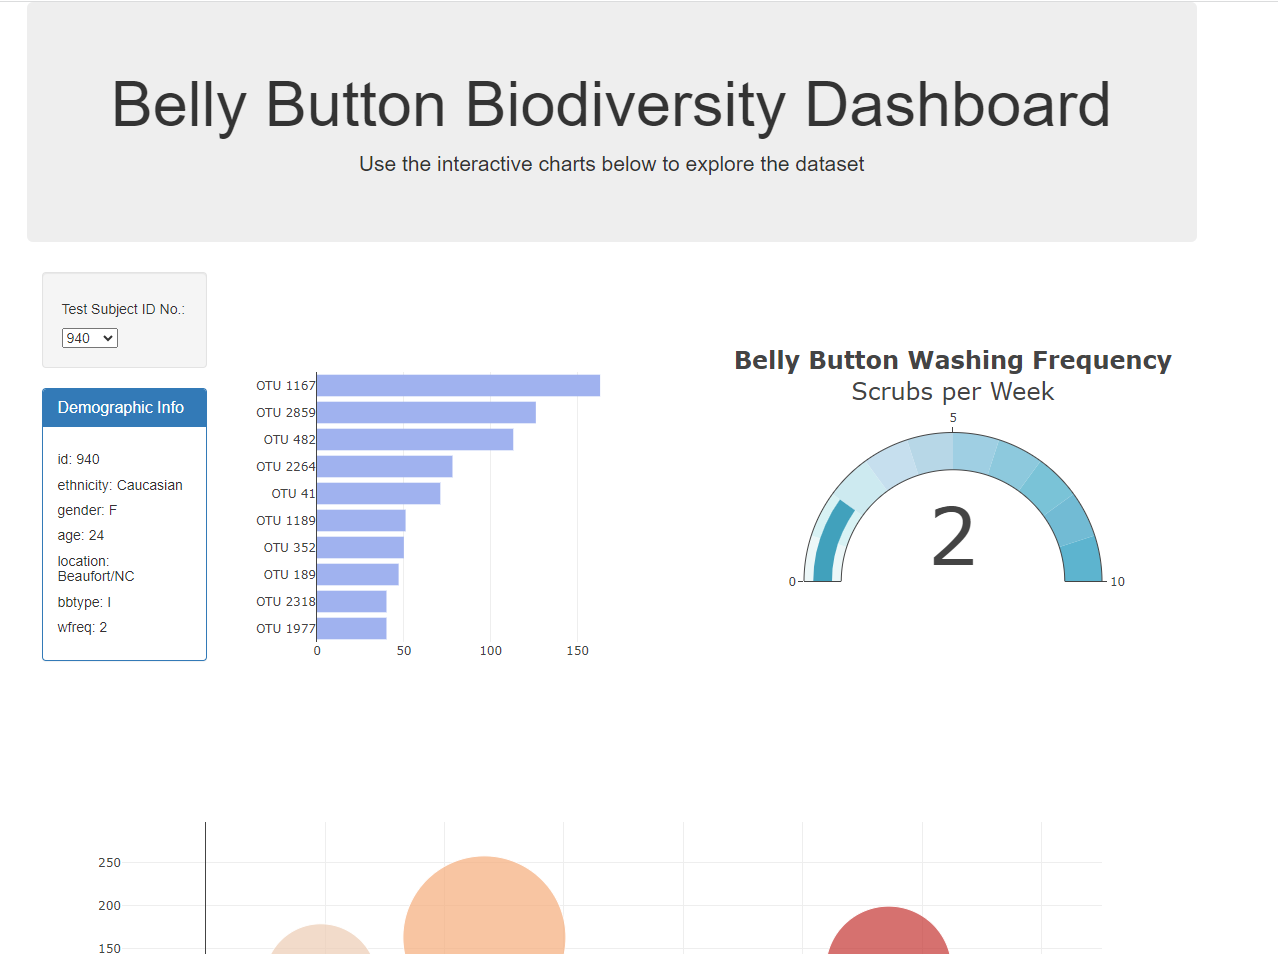 Belly Button Biodiversity Dashboard
Use the interactive charts below to explore the dataset
Test Subject ID No.:
940
Demographic Info
id: 940
ethnicity: Caucasian
gender: F
age: 24
location:
Beaufort/NC
bbtype: I
wfreq: 2
OTU 1167
OTU 2859
OTU 482
OTU 2264
OTU 41
OTU 1189
OTU 352
OTU 189
OTU 2318
OTU 1977
0 50 100 150
Belly Button Washing Frequency
Scrubs per Week
5
2
0 10
250
200
150